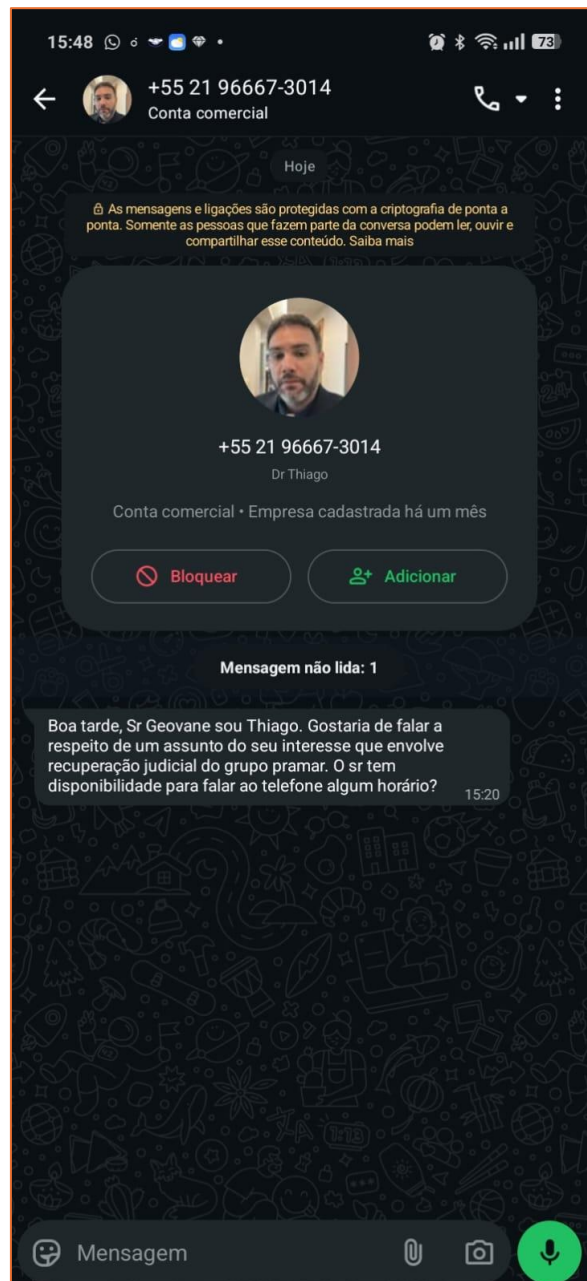 15:48
73
+55 21 96667-3014
Conta comercial
Hoje
As mensagens e ligações são protegidas com a criptografia de ponta a
ponta. Somente as pessoas que fazem parte da conversa podem ler, ouvir e
compartilhar esse conteúdo. Saiba mais
+55 21 96667-3014
Dr Thiago
Conta comercial • Empresa cadastrada há um mês
Bloquear
Adicionar
Mensagem não lida: 1
Boa tarde, Sr Geovane sou Thiago. Gostaria de falar a
respeito de um assunto do seu interesse que envolve
recuperação judicial do grupo pramar. O sr tem
disponibilidade para falar ao telefone algum horário?
15:20
Mensagem